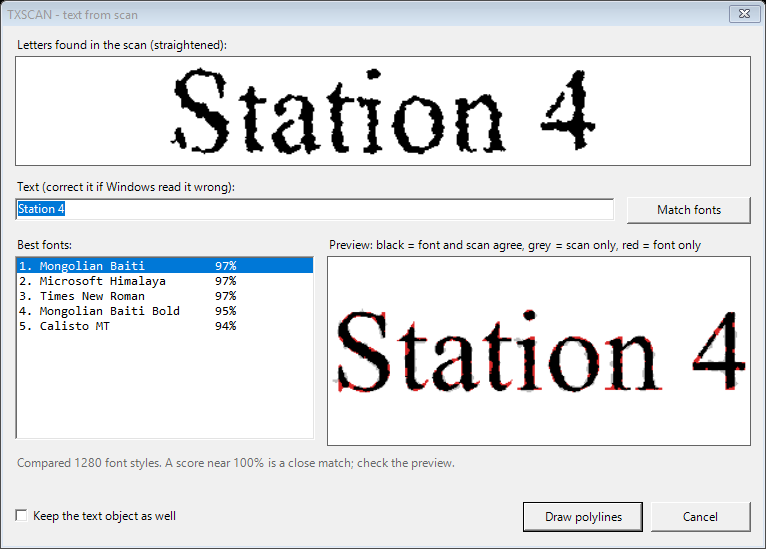 TXSCAN - text from scan
Letters found in the scan (straightened):
Station 4
Text (correct it if Windows read it wrong):
Station 4
Match fonts
Best fonts:
1. Mongolian Baiti 97%
2. Microsoft Himalaya 97%
3. Times New Roman 97%
4. Mongolian Baiti Bold 95%
5. Calisto MT 94%
Preview: black = font and scan agree, grey = scan only, red = font only
Station 4
Compared 1280 font styles. A score near 100% is a close match; check the preview.
Keep the text object as well
Draw polylines
Cancel